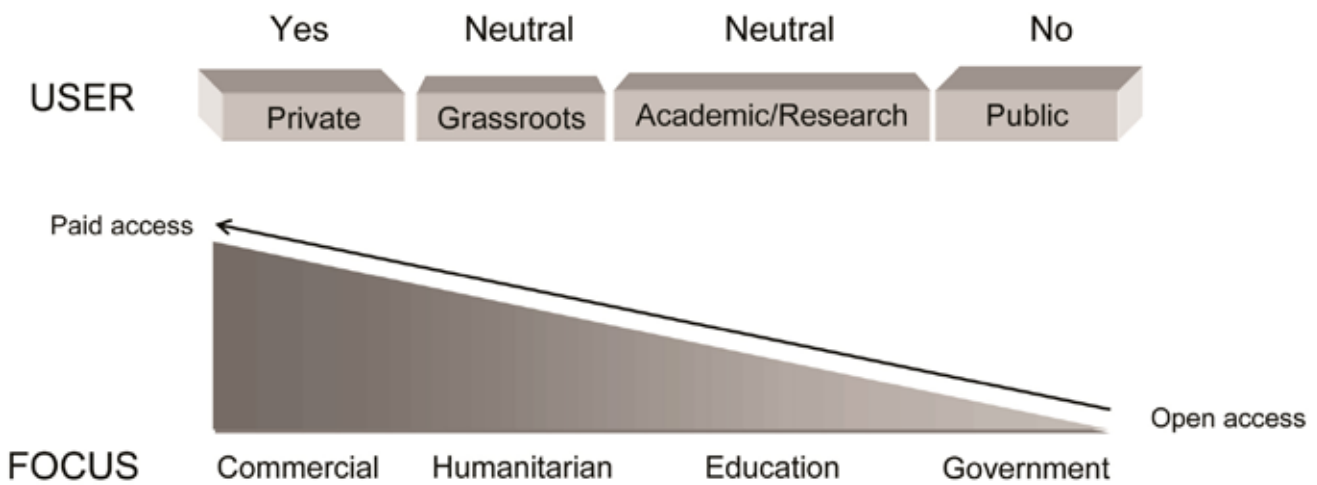 Yes Neutral Neutral No
USER Private Grassroots Academic/Research Public
Paid access
Open access
FOCUS Commercial Humanitarian Education Government